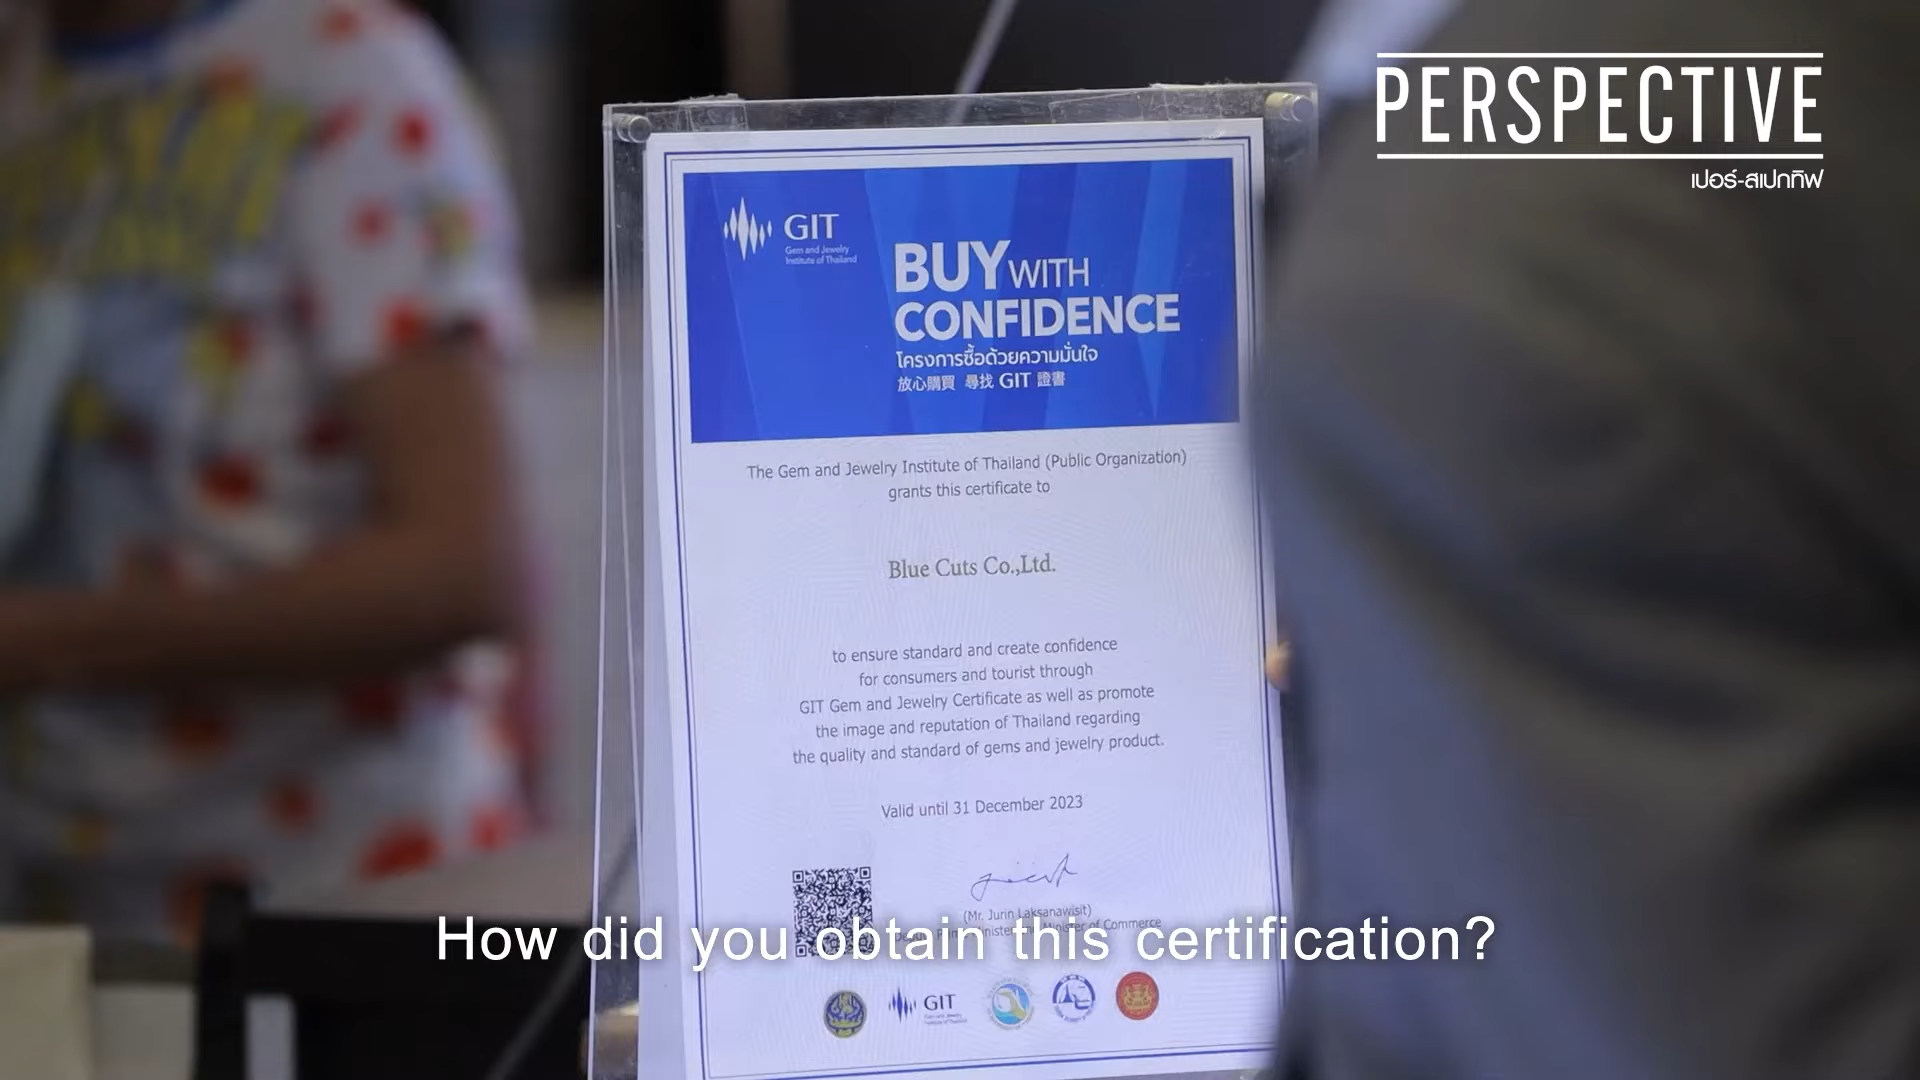 PERSPECTIVE
เปอร์-สเปกทิฟ
GIT
Gem and Jewelry
Institute of Thailand
BUY WITH
CONFIDENCE
โครงการซื้อด้วยความมั่นใจ
放心購買 尋找 GIT 證書
The Gem and Jewelry Institute of Thailand (Public Organization)
grants this certificate to
Blue Cuts Co.,Ltd.
to ensure standard and create confidence
for consumers and tourist through
GIT Gem and Jewelry Certificate as well as promote
the image and reputation of Thailand regarding
the quality and standard of gems and jewelry product.
Valid until 31 December 2023
(Mr. Jurin Laksanawisit)
Minister of Commerce
How did you obtain this certification?
GIT